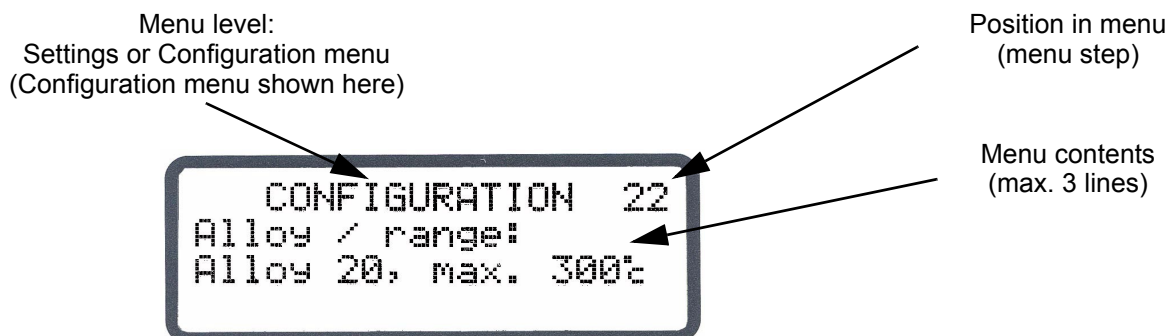 Menu level:
Settings or Configuration menu
(Configuration menu shown here)
Position in menu
(menu step)
Menu contents
(max. 3 lines)
CONFIGURATION 22
Alloy / range:
Alloy 20, max. 300°c